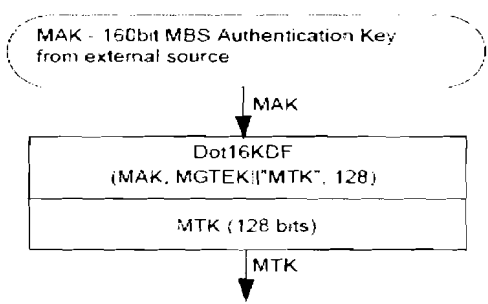 MAK - 160bit MBS Authentication Key
from external source
MAK
Dot16KDF
(MAK, MGTEK||"MTK", 128)
MTK (128 bits)
MTK